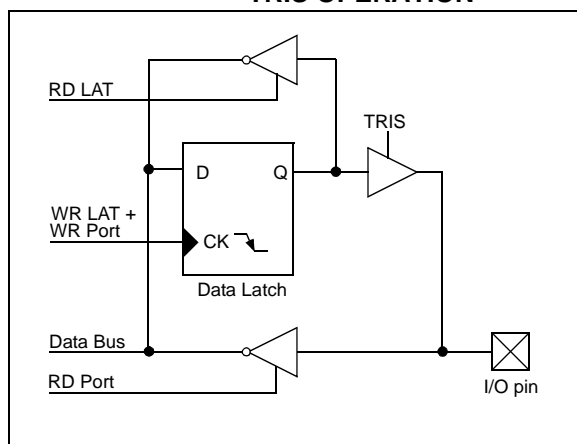 TRIS OPERATION
RD LAT
TRIS
D
Q
WR LAT +
WR Port
CK
Data Latch
Data Bus
RD Port
I/O pin